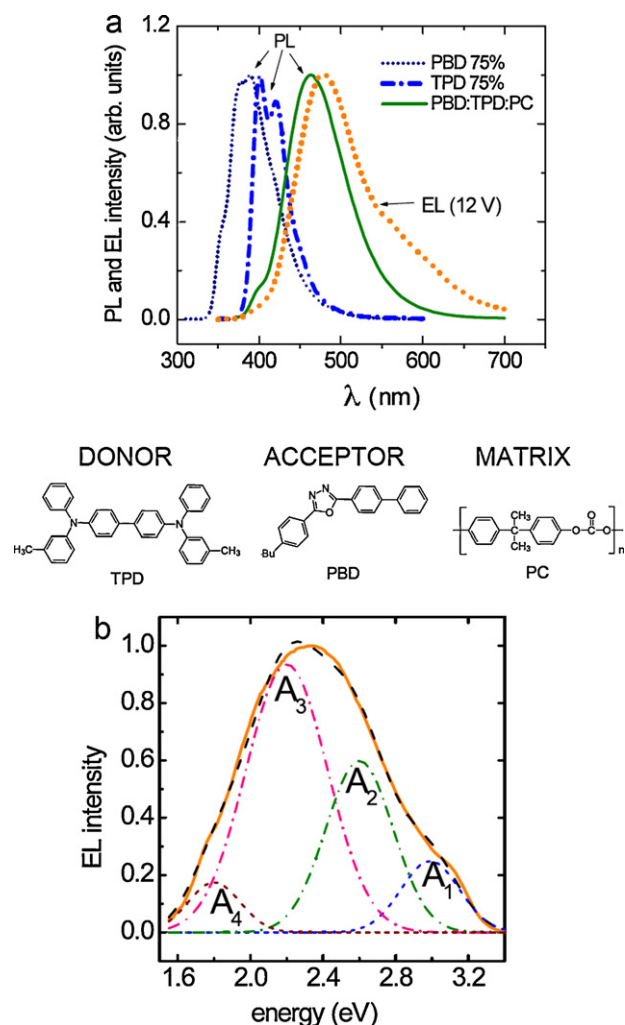 a
PL and EL intensity (arb. units)
1.2
0.8
0.4
0.0
PL
PBD 75%
TPD 75%
PBD:TPD:PC
EL (12 V)
300 400 500 600 700
λ (nm)
DONOR ACCEPTOR MATRIX
N N
H₃C CH₃
TPD
N N
O
tBu
PBD
CH₃
CH₃
O
O C O
n
PC
b
EL intensity
1.0
0.8
0.6
0.4
0.2
0.0
A₃
A₂
A₁
A₄
1.6 2.0 2.4 2.8 3.2
energy (eV)